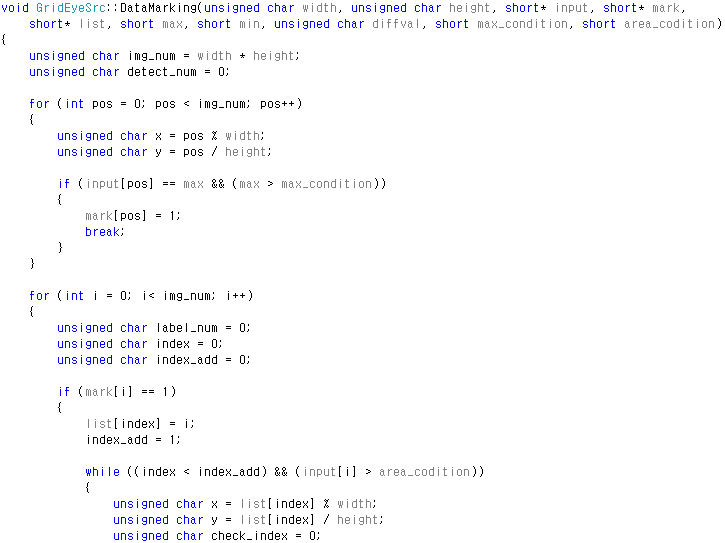 void GridEyeSrc::DataMarking(unsigned char width, unsigned char height, short* input, short* mark,
    short* list, short max, short min, unsigned char diffval, short max_condition, short area_codition)
{
    unsigned char img_num = width * height;
    unsigned char detect_num = 0;

    for (int pos = 0; pos < img_num; pos++)
    {
        unsigned char x = pos % width;
        unsigned char y = pos / height;

        if (input[pos] == max && (max > max_condition))
        {
            mark[pos] = 1;
            break;
        }
    }

    for (int i = 0; i< img_num; i++)
    {
        unsigned char label_num = 0;
        unsigned char index = 0;
        unsigned char index_add = 0;

        if (mark[i] == 1)
        {
            list[index] = i;
            index_add = 1;

            while ((index < index_add) && (input[i] > area_codition))
            {
                unsigned char x = list[index] % width;
                unsigned char y = list[index] / height;
                unsigned char check_index = 0;